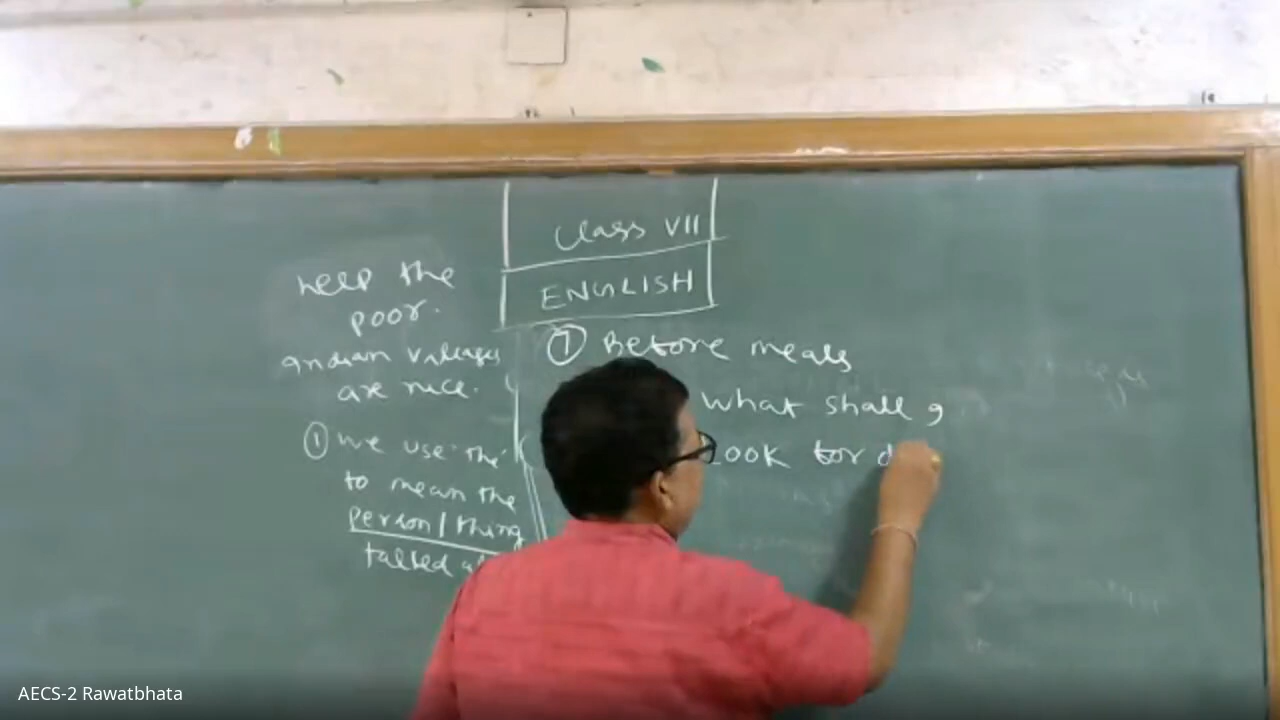 Class VII
ENGLISH
help the
poor.
Indian villages
are nice.
① We use 'the'
to mean the
person/thing
talked
① Before meals
What shall I
cook for
AECS-2 Rawatbhata